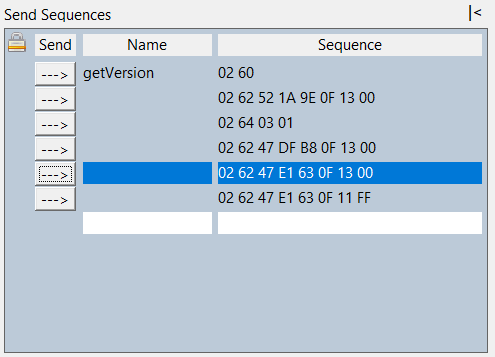 Send Sequences |<
Send Name Sequence
---> getVersion 02 60
---> 02 62 52 1A 9E 0F 13 00
---> 02 64 03 01
---> 02 62 47 DF B8 0F 13 00
---> 02 62 47 E1 63 0F 13 00
---> 02 62 47 E1 63 0F 11 FF